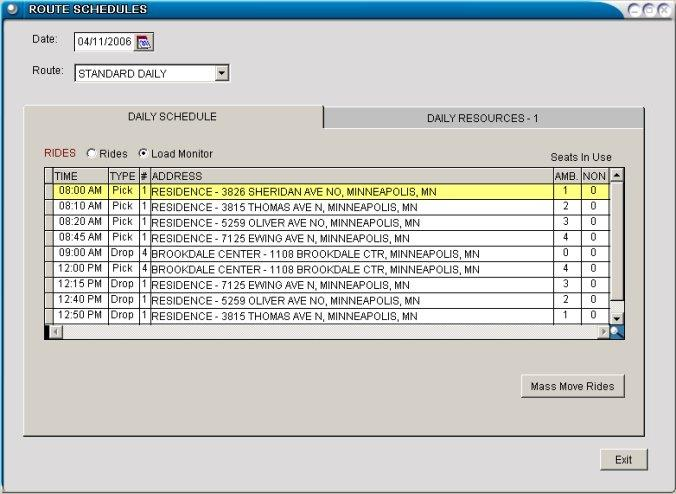 ROUTE SCHEDULES
Date: 04/11/2006
Route: STANDARD DAILY
DAILY SCHEDULE DAILY RESOURCES - 1
RIDES Rides Load Monitor Seats In Use
TIME TYPE # ADDRESS AMB. NON
08:00 AM Pick 1 RESIDENCE - 3826 SHERIDAN AVE NO, MINNEAPOLIS, MN 1 0
08:10 AM Pick 1 RESIDENCE - 3815 THOMAS AVE N, MINNEAPOLIS, MN 2 0
08:20 AM Pick 1 RESIDENCE - 5259 OLIVER AVE NO, MINNEAPOLIS, MN 3 0
08:45 AM Pick 1 RESIDENCE - 7125 EWING AVE N, MINNEAPOLIS, MN 4 0
09:00 AM Drop 4 BROOKDALE CENTER - 1108 BROOKDALE CTR, MINNEAPOLIS, MN 0 0
12:00 PM Pick 4 BROOKDALE CENTER - 1108 BROOKDALE CTR, MINNEAPOLIS, MN 4 0
12:15 PM Drop 1 RESIDENCE - 7125 EWING AVE N, MINNEAPOLIS, MN 3 0
12:40 PM Drop 1 RESIDENCE - 5259 OLIVER AVE NO, MINNEAPOLIS, MN 2 0
12:50 PM Drop 1 RESIDENCE - 3815 THOMAS AVE N, MINNEAPOLIS, MN 1 0
Mass Move Rides
Exit